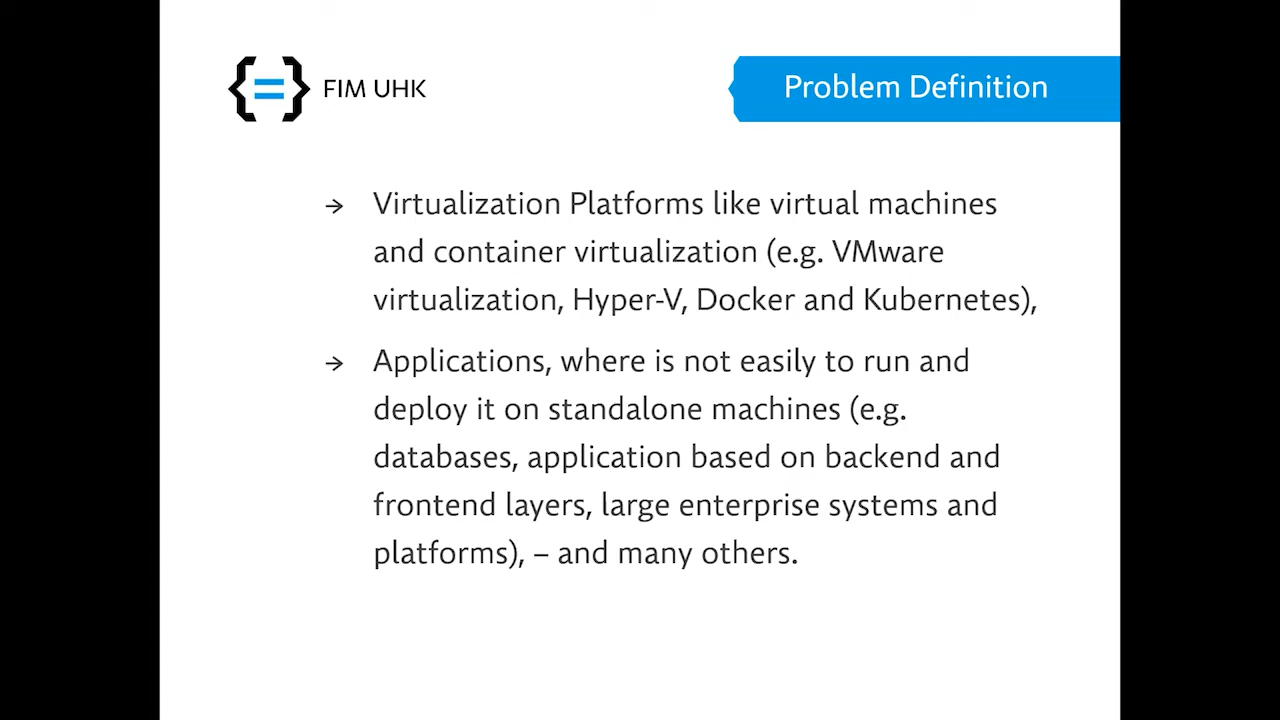 {=} FIM UHK
Problem Definition
→ Virtualization Platforms like virtual machines
and container virtualization (e.g. VMware
virtualization, Hyper-V, Docker and Kubernetes),
→ Applications, where is not easily to run and
deploy it on standalone machines (e.g.
databases, application based on backend and
frontend layers, large enterprise systems and
platforms), – and many others.